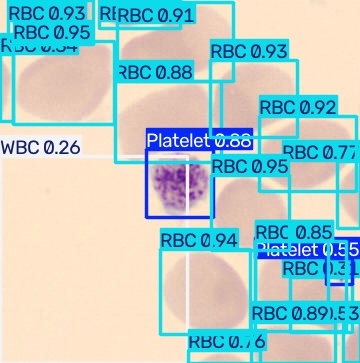 RBC 0.93
RBC 0.91
RBC 0.95
RBC 0.93
RBC 0.88
RBC 0.92
Platelet 0.88
WBC 0.26
RBC 0.77
RBC 0.95
RBC 0.85
RBC 0.94
Platelet 0.55
RBC 0.31
RBC 0.89
RBC 0.76